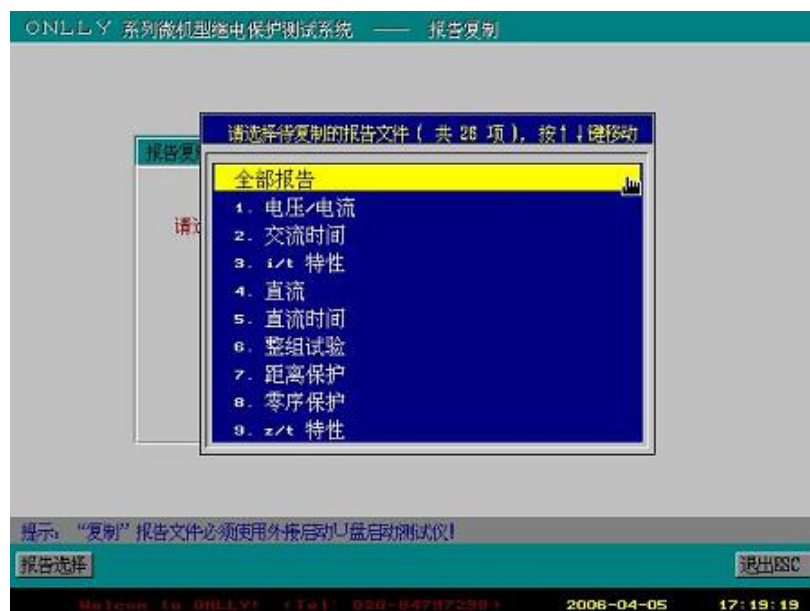 ONLLY 系列微机型继电保护测试系统 —— 报告复制
请选择待复制的报告文件( 共 26 项 ), 按↑↓键移动
报告复
全部报告
请
1. 电压/电流
2. 交流时间
3. i/t 特性
4. 直流
5. 直流时间
6. 整组试验
7. 距离保护
8. 零序保护
9. z/t 特性
提示: “复制”报告文件必须使用外接启动U盘启动测试仪!
报告选择
退出ESC
Welcom to ONLLY! (Tel: 020-84797298) 2006-04-05 17:19:19